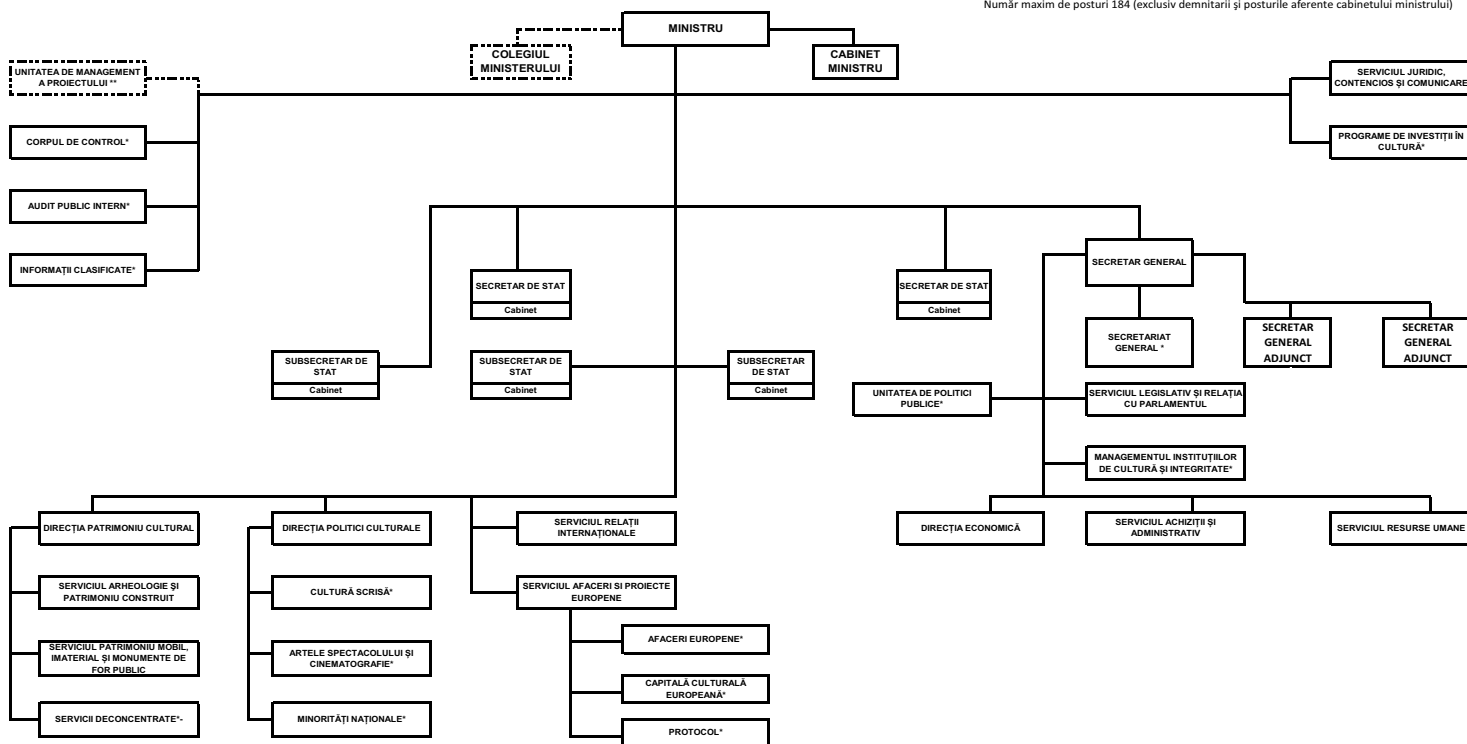 Număr maxim de posturi 184 (exclusiv demnitarii și posturile aferente cabinetului ministrului)
MINISTRU
COLEGIUL
MINISTERULUI
CABINET
MINISTRU
UNITATEA DE MANAGEMENT
A PROIECTULUI **
SERVICIUL JURIDIC,
CONTENCIOS ȘI COMUNICARE
CORPUL DE CONTROL*
PROGRAME DE INVESTIȚII ÎN
CULTURĂ*
AUDIT PUBLIC INTERN*
INFORMAȚII CLASIFICATE*
SECRETAR DE STAT
Cabinet
SECRETAR DE STAT
Cabinet
SECRETAR GENERAL
SECRETARIAT
GENERAL *
SECRETAR
GENERAL
ADJUNCT
SECRETAR
GENERAL
ADJUNCT
SUBSECRETAR DE
STAT
Cabinet
SUBSECRETAR DE
STAT
Cabinet
SUBSECRETAR
DE STAT
Cabinet
UNITATEA DE POLITICI
PUBLICE*
SERVICIUL LEGISLATIV ȘI RELAȚIA
CU PARLAMENTUL
MANAGEMENTUL INSTITUȚIILOR
DE CULTURĂ ȘI INTEGRITATE*
DIRECȚIA PATRIMONIU CULTURAL
DIRECȚIA POLITICI CULTURALE
SERVICIUL RELAȚII
INTERNAȚIONALE
DIRECȚIA ECONOMICĂ
SERVICIUL ACHIZIȚII ȘI
ADMINISTRATIV
SERVICIUL RESURSE UMANE
SERVICIUL ARHEOLOGIE ȘI
PATRIMONIU CONSTRUIT
CULTURĂ SCRISĂ*
SERVICIUL AFACERI SI PROIECTE
EUROPENE
SERVICIUL PATRIMONIU MOBIL,
IMATERIAL ȘI MONUMENTE DE
FOR PUBLIC
ARTELE SPECTACOLULUI ȘI
CINEMATOGRAFIE*
AFACERI EUROPENE*
CAPITALĂ CULTURALĂ
EUROPEANĂ*
SERVICII DECONCENTRATE*-
MINORITĂȚI NAȚIONALE*
PROTOCOL*